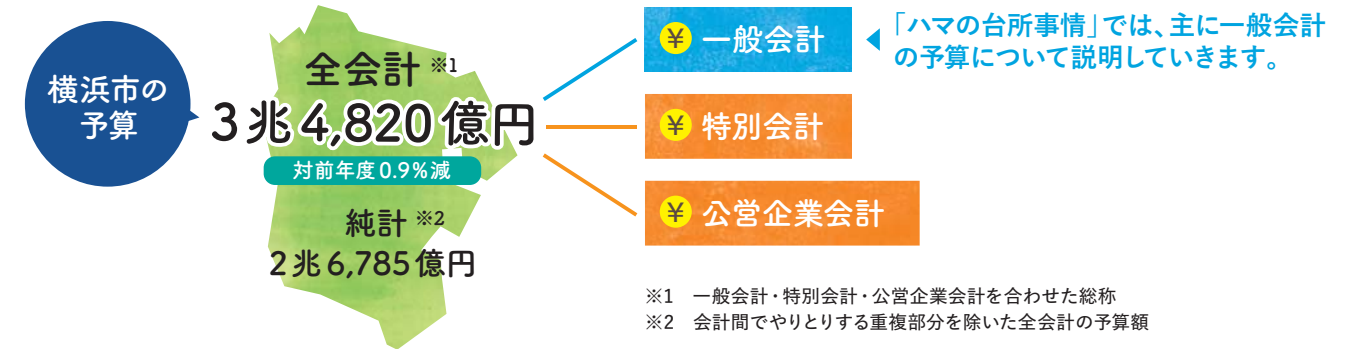 横浜市の
予算
全会計 ※1
3兆4,820億円
対前年度0.9%減
純計 ※2
2兆6,785億円
¥ 一般会計
「ハマの台所事情」では、主に一般会計
の予算について説明していきます。
¥ 特別会計
¥ 公営企業会計
※1 一般会計・特別会計・公営企業会計を合わせた総称
※2 会計間でやりとりする重複部分を除いた全会計の予算額